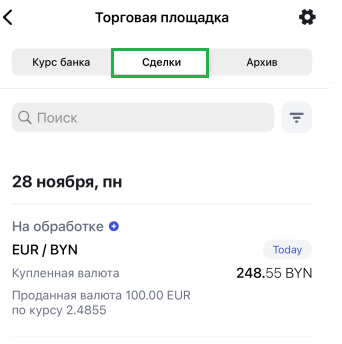 Торговая площадка
Курс банка Сделки Архив
Поиск
28 ноября, пн
На обработке
EUR / BYN Today
Купленная валюта 248.55 BYN
Проданная валюта 100.00 EUR
по курсу 2.4855